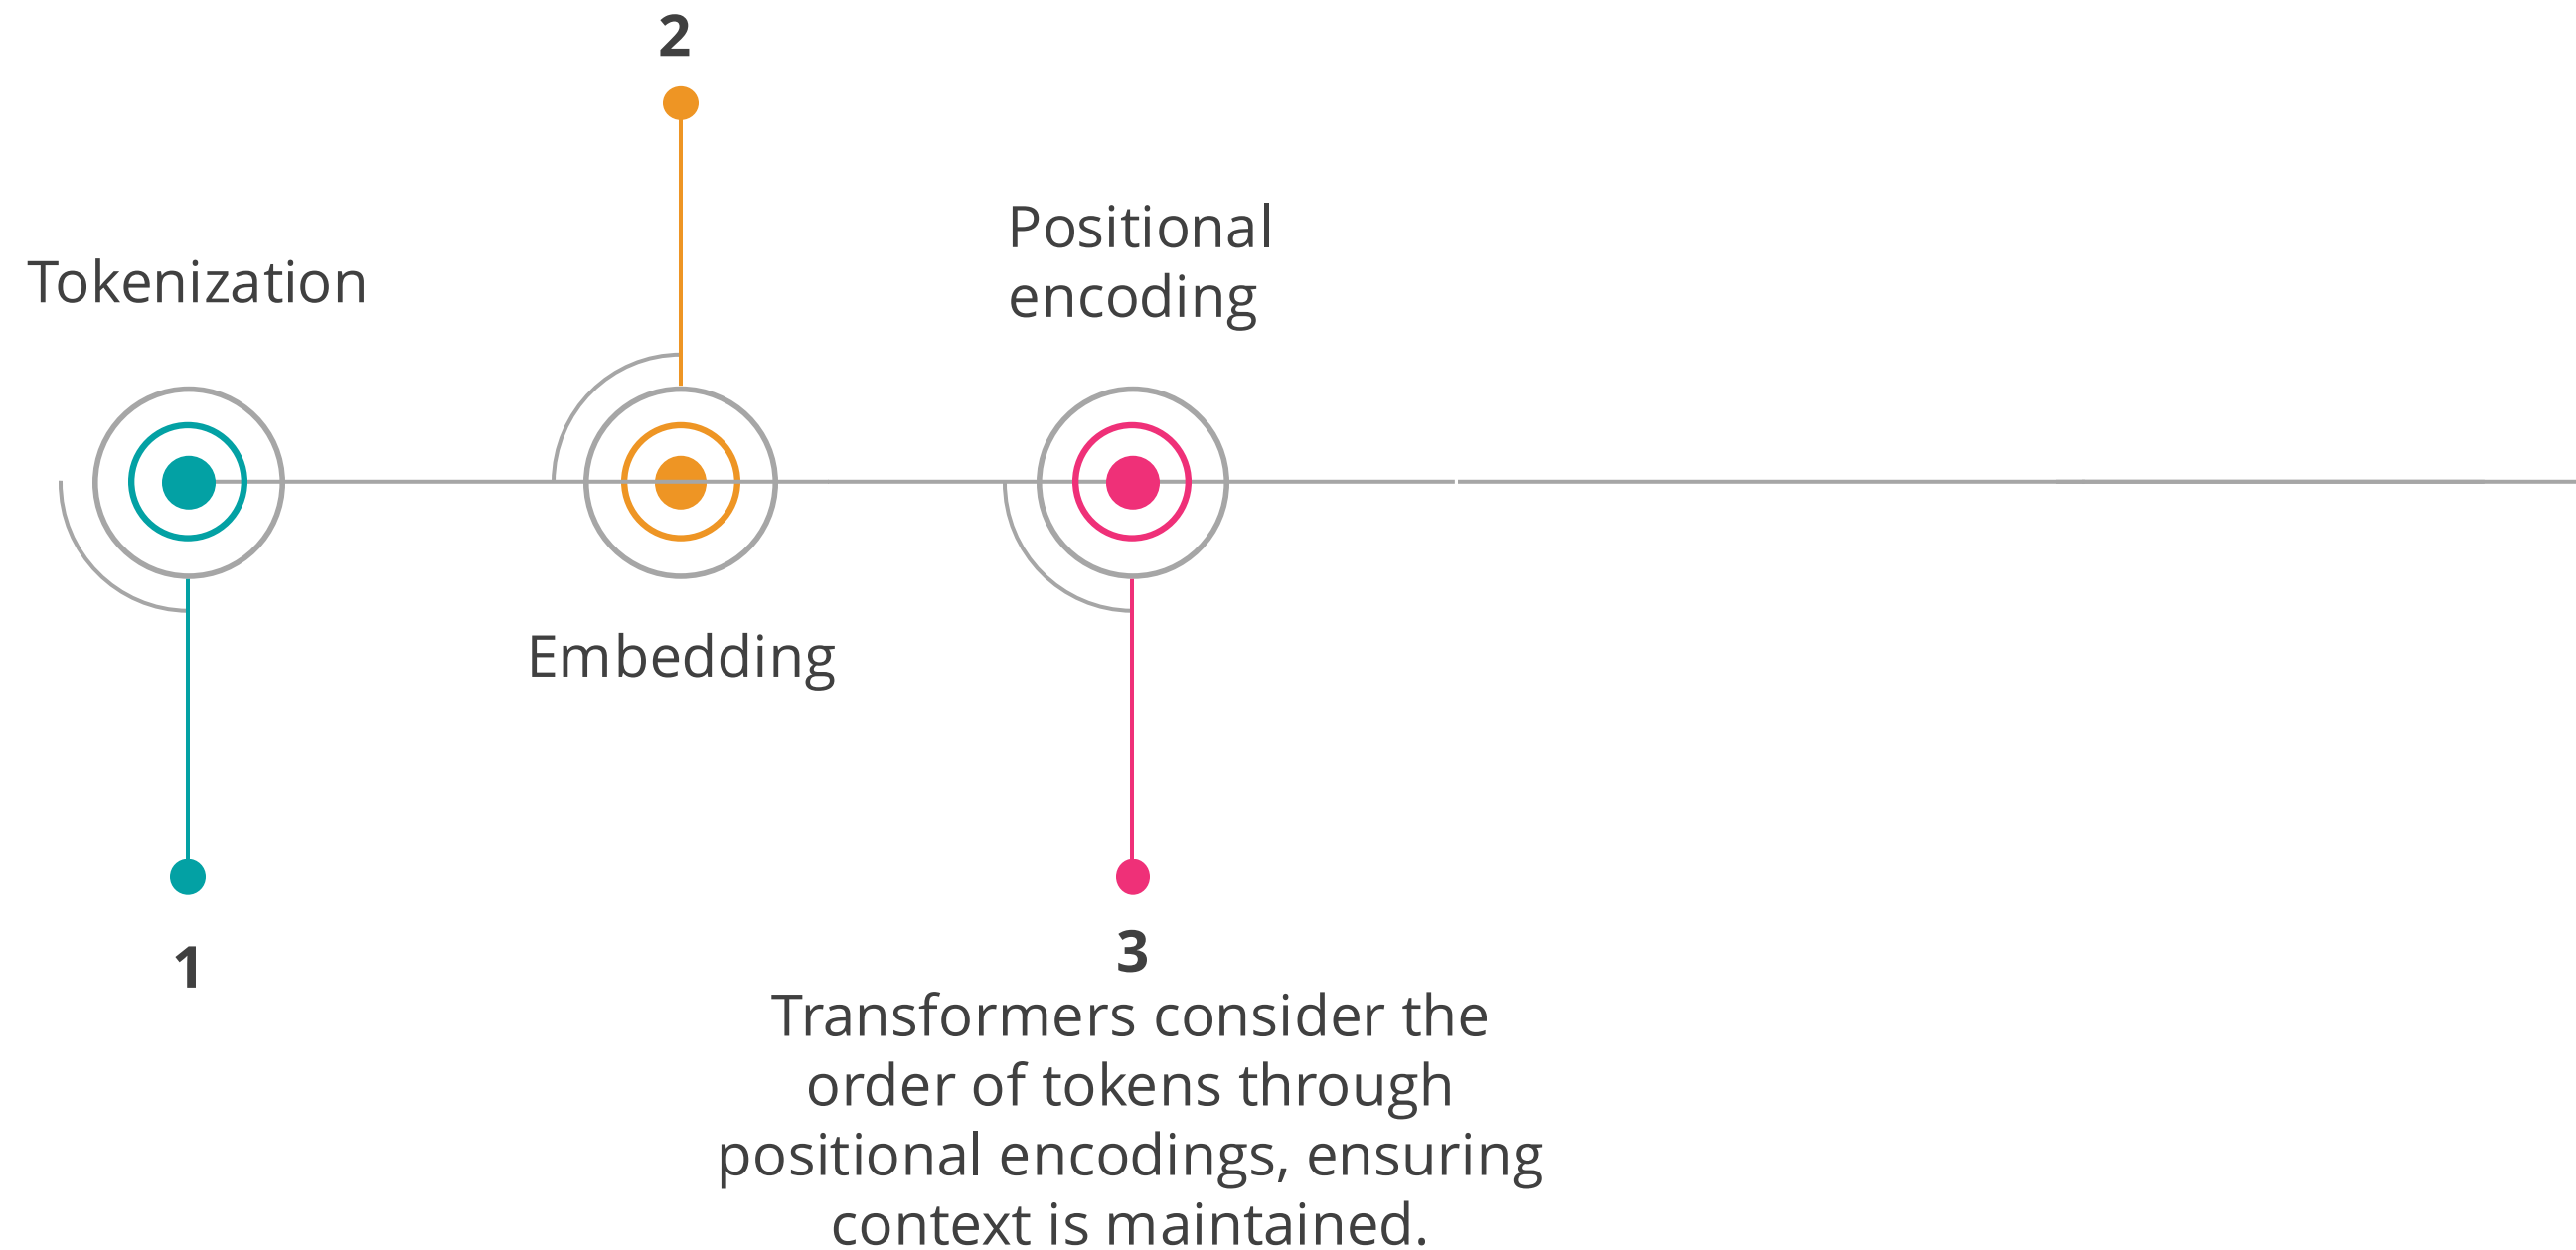 2
Tokenization
Positional
encoding
Embedding
1
3
Transformers consider the
order of tokens through
positional encodings, ensuring
context is maintained.